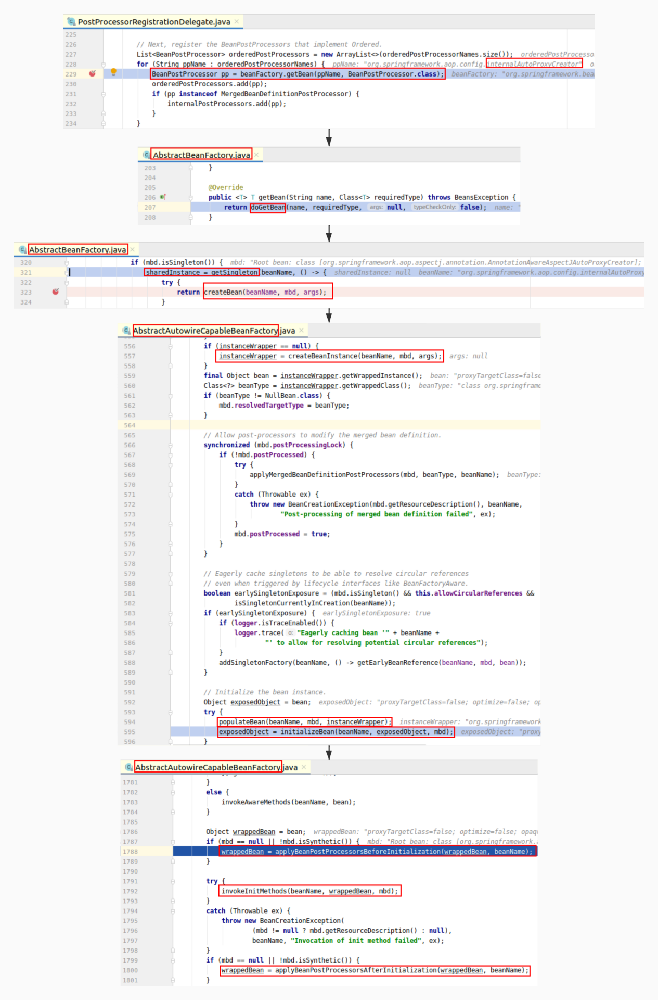 PostProcessorRegistrationDelegate.java
225
226 // Next, register the BeanPostProcessors that implement Ordered.
227 List<BeanPostProcessor> orderedPostProcessors = new ArrayList<>(orderedPostProcessorNames.size()); orderedPostProcesso
228 for (String ppName : orderedPostProcessorNames) { ppName: "org.springframework.aop.config.internalAutoProxyCreator" o
229 BeanPostProcessor pp = beanFactory.getBean(ppName, BeanPostProcessor.class); beanFactory: "org.springframework.bea
230 orderedPostProcessors.add(pp);
231 if (pp instanceof MergedBeanDefinitionPostProcessor) {
232 internalPostProcessors.add(pp);
233 }
234 }
AbstractBeanFactory.java
203 }
204
205 @Override
206 public <T> T getBean(String name, Class<T> requiredType) throws BeansException {
207 return doGetBean(name, requiredType, args: null, typeCheckOnly: false); name: "
208 }
AbstractBeanFactory.java
320 if (mbd.isSingleton()) { mbd: "Root bean: class [org.springframework.aop.aspectj.annotation.AnnotationAwareAspectJAutoProxyCreator];
321 sharedInstance = getSingleton(beanName, () -> { sharedInstance: null beanName: "org.springframework.aop.config.internalAutoProxy
322 try {
323 return createBean(beanName, mbd, args);
324 }
AbstractAutowireCapableBeanFactory.java
556 if (instanceWrapper == null) {
557 instanceWrapper = createBeanInstance(beanName, mbd, args); args: null
558 }
559 final Object bean = instanceWrapper.getWrappedInstance(); bean: "proxyTargetClass=false
560 Class<?> beanType = instanceWrapper.getWrappedClass(); beanType: "class org.springframe
561 if (beanType != NullBean.class) {
562 mbd.resolvedTargetType = beanType;
563 }
564
565 // Allow post-processors to modify the merged bean definition.
566 synchronized (mbd.postProcessingLock) {
567 if (!mbd.postProcessed) {
568 try {
569 applyMergedBeanDefinitionPostProcessors(mbd, beanType, beanName); beanType:
570 }
571 catch (Throwable ex) {
572 throw new BeanCreationException(mbd.getResourceDescription(), beanName,
573 "Post-processing of merged bean definition failed", ex);
574 }
575 mbd.postProcessed = true;
576 }
577 }
578
579 // Eagerly cache singletons to be able to resolve circular references
580 // even when triggered by lifecycle interfaces like BeanFactoryAware.
581 boolean earlySingletonExposure = (mbd.isSingleton() && this.allowCircularReferences &&
582 isSingletonCurrentlyInCreation(beanName));
583 if (earlySingletonExposure) { earlySingletonExposure: true
584 if (logger.isTraceEnabled()) {
585 logger.trace( o: "Eagerly caching bean '" + beanName +
586 "' to allow for resolving potential circular references");
587 }
588 addSingletonFactory(beanName, () -> getEarlyBeanReference(beanName, mbd, bean));
589 }
590
591 // Initialize the bean instance.
592 Object exposedObject = bean; exposedObject: "proxyTargetClass=false; optimize=false; op
593 try {
594 populateBean(beanName, mbd, instanceWrapper); instanceWrapper: "org.springframework
595 exposedObject = initializeBean(beanName, exposedObject, mbd); exposedObject: "proxy
596 }
AbstractAutowireCapableBeanFactory.java
1781 }
1782 else {
1783 invokeAwareMethods(beanName, bean);
1784 }
1785
1786 Object wrappedBean = bean; wrappedBean: "proxyTargetClass=false; optimize=false; opaq
1787 if (mbd == null || !mbd.isSynthetic()) { mbd: "Root bean: class [org.springframework.
1788 wrappedBean = applyBeanPostProcessorsBeforeInitialization(wrappedBean, beanName);
1789 }
1790
1791 try {
1792 invokeInitMethods(beanName, wrappedBean, mbd);
1793 }
1794 catch (Throwable ex) {
1795 throw new BeanCreationException(
1796 (mbd != null ? mbd.getResourceDescription() : null),
1797 beanName, "Invocation of init method failed", ex);
1798 }
1799 if (mbd == null || !mbd.isSynthetic()) {
1800 wrappedBean = applyBeanPostProcessorsAfterInitialization(wrappedBean, beanName);
1801 }